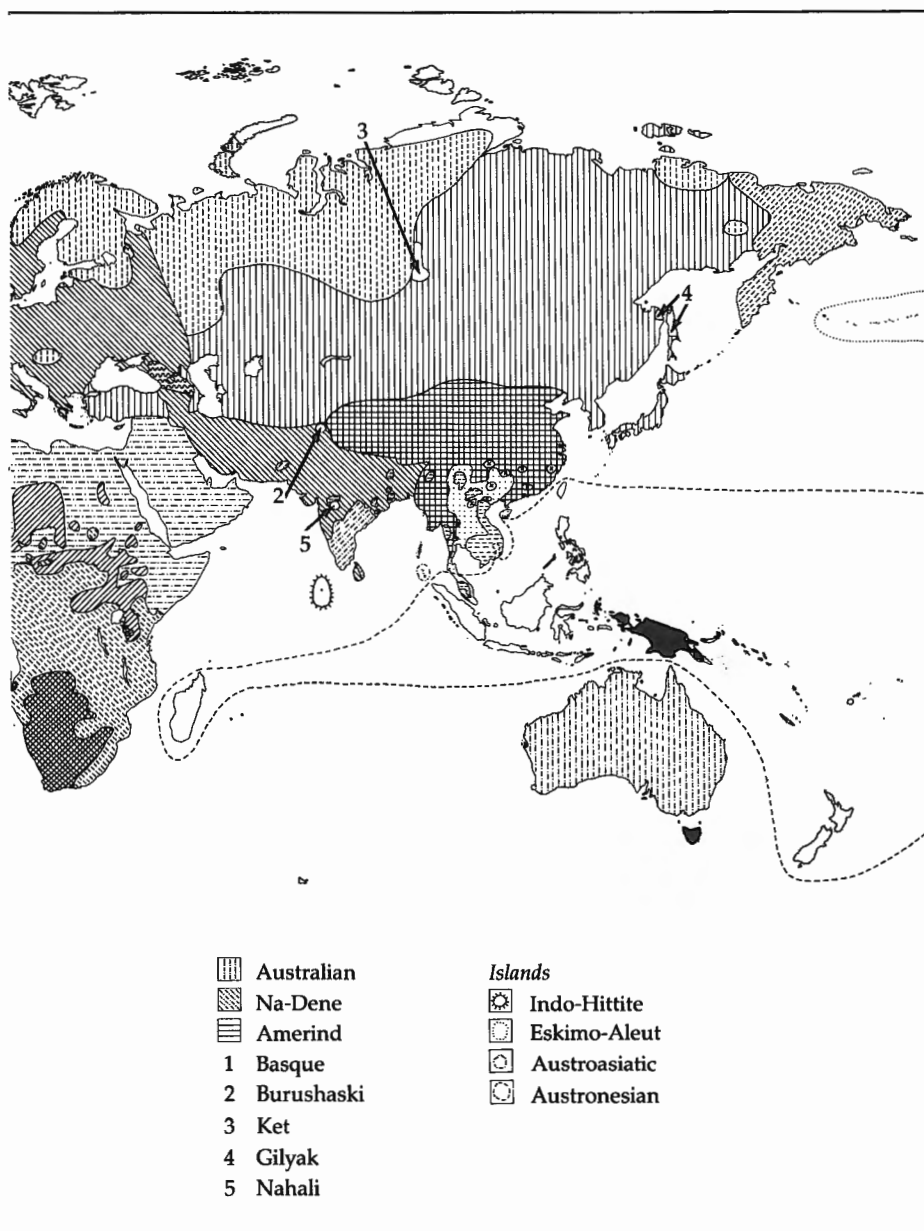 3
4
2
5
Australian
Na-Dene
Amerind
1 Basque
2 Burushaski
3 Ket
4 Gilyak
5 Nahali
Islands
Indo-Hittite
Eskimo-Aleut
Austroasiatic
Austronesian